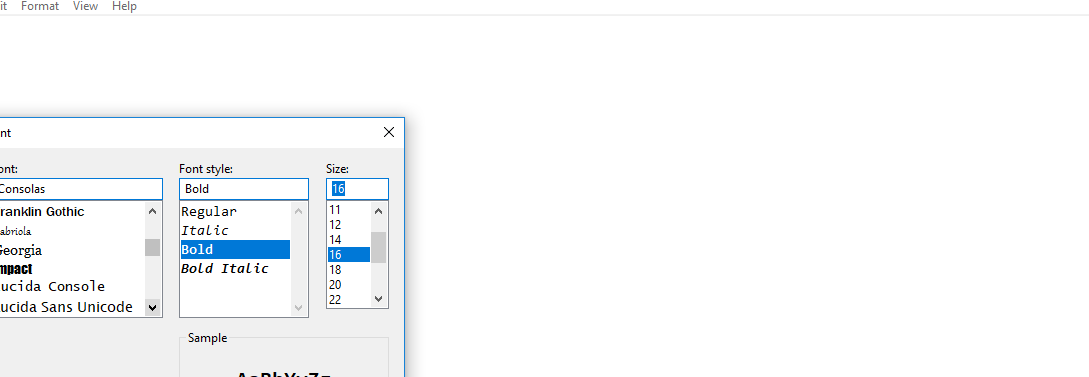 it Format View Help
nt
ont: Font style: Size:
Consolas Bold 16
ranklin Gothic
abriola
Georgia
mpact
ucida Console
ucida Sans Unicode
Regular
Italic
Bold
Bold Italic
11
12
14
16
18
20
22
Sample
AaBbYyZz